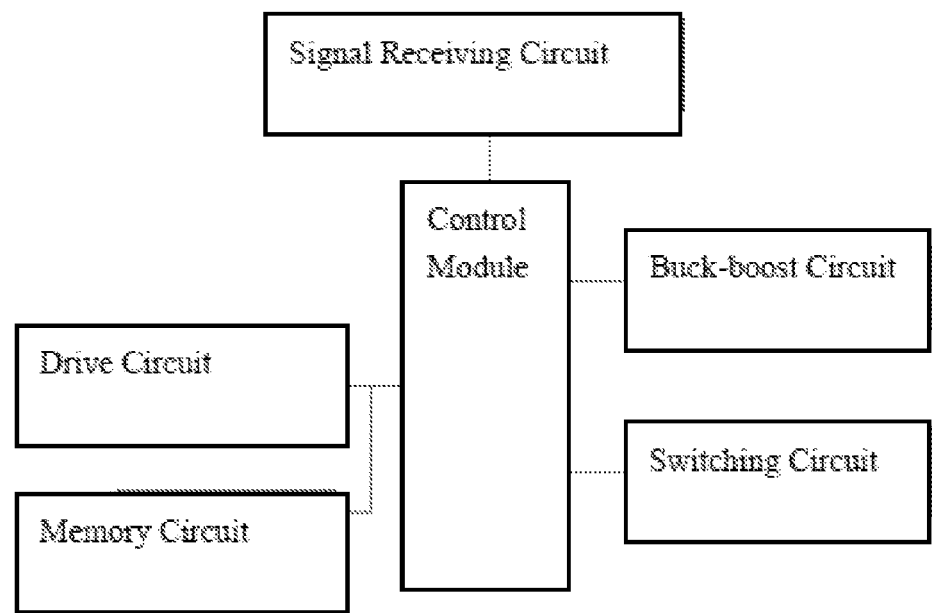 Signal Receiving Circuit
Control
Module
Buck-boost Circuit
Drive Circuit
Switching Circuit
Memory Circuit